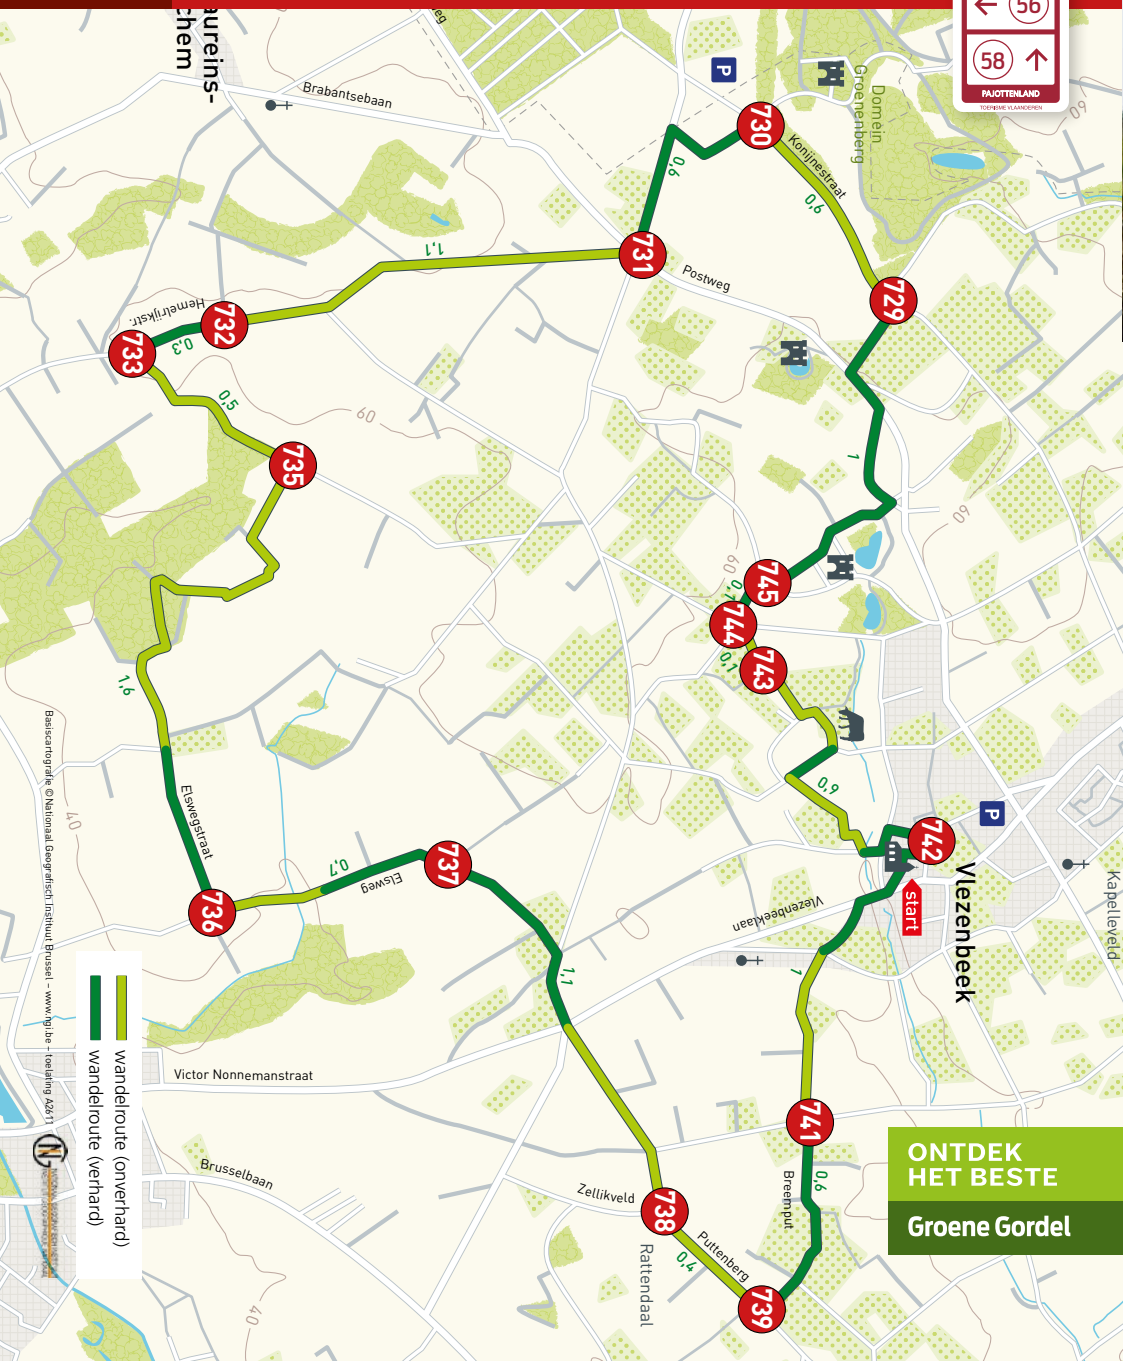 56
58
PAJOTTENLAND
TOERISME VLAANDEREN
aureins-
chem
Brabantsebaan
P
Domein
Groenenberg
Konijnestraat
730
0,6
0,6
731
Postweg
729
1,1
Hemelrijkstr.
732
0,3
733
0,5
735
60
60
60
60
1
745
0,1
744
0,1
743
0,9
742
P
start
Vlezenbeek
Kapelleveld
Vlezenbeeklaan
1
1,6
Elswegstraat
736
0,7
Elsweg
737
1,1
40
40
Victor Nonnemanstraat
Brusselbaan
Zellikveld
738
Rattendaal
Puttenberg
0,4
739
741
0,6
Breemput
ONTDEK
HET BESTE
Groene Gordel
wandelroute (onverhard)
wandelroute (verhard)
Basiscartografie © Nationaal Geografisch Instituut Brussel – www.ngi.be – toelating A2611